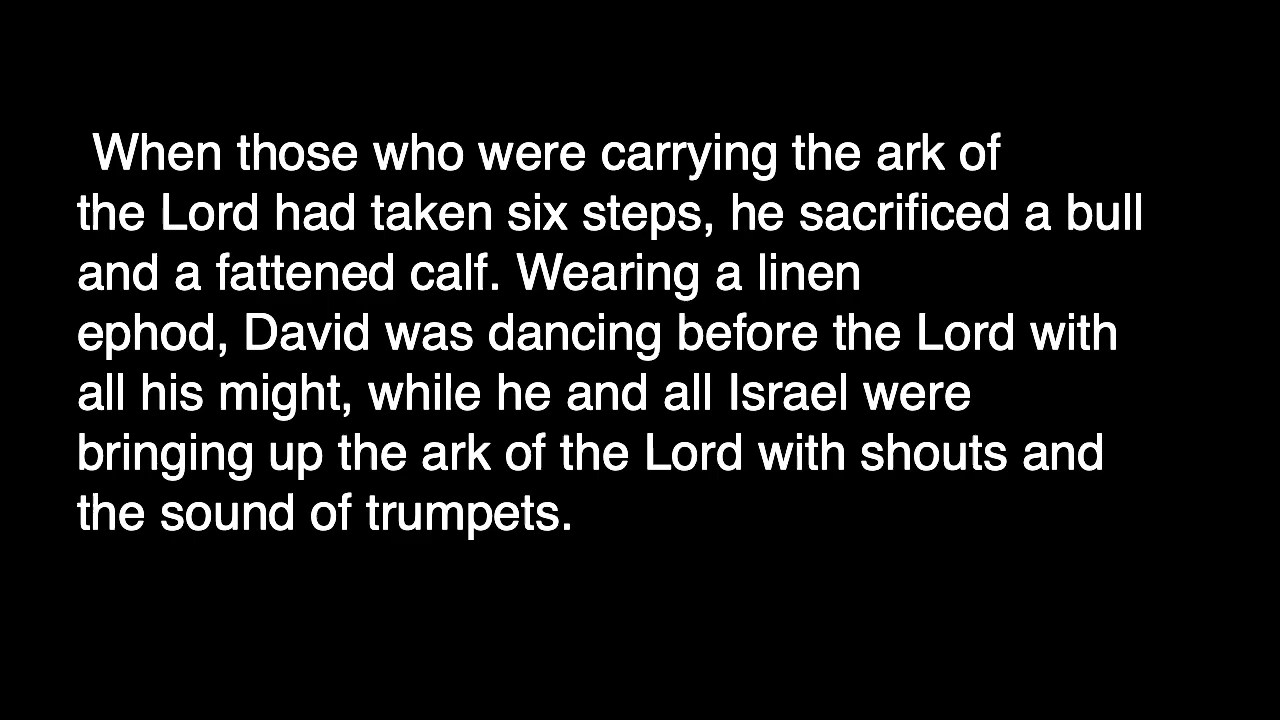 When those who were carrying the ark of
the Lord had taken six steps, he sacrificed a bull
and a fattened calf. Wearing a linen
ephod, David was dancing before the Lord with
all his might, while he and all Israel were
bringing up the ark of the Lord with shouts and
the sound of trumpets.